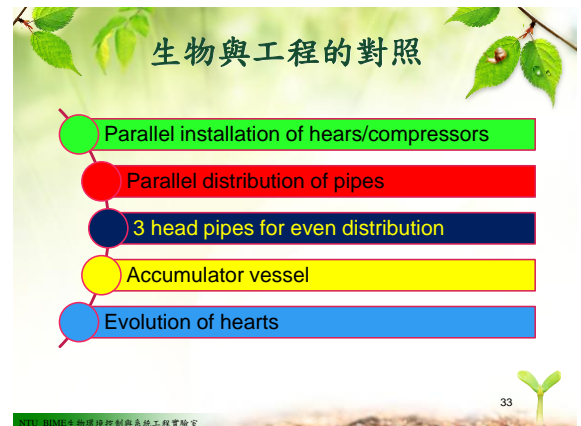 生物與工程的對照
Parallel installation of hears/compressors
Parallel distribution of pipes
3 head pipes for even distribution
Accumulator vessel
Evolution of hearts
33
NTU BIME生物環境控制與系統工程實驗室